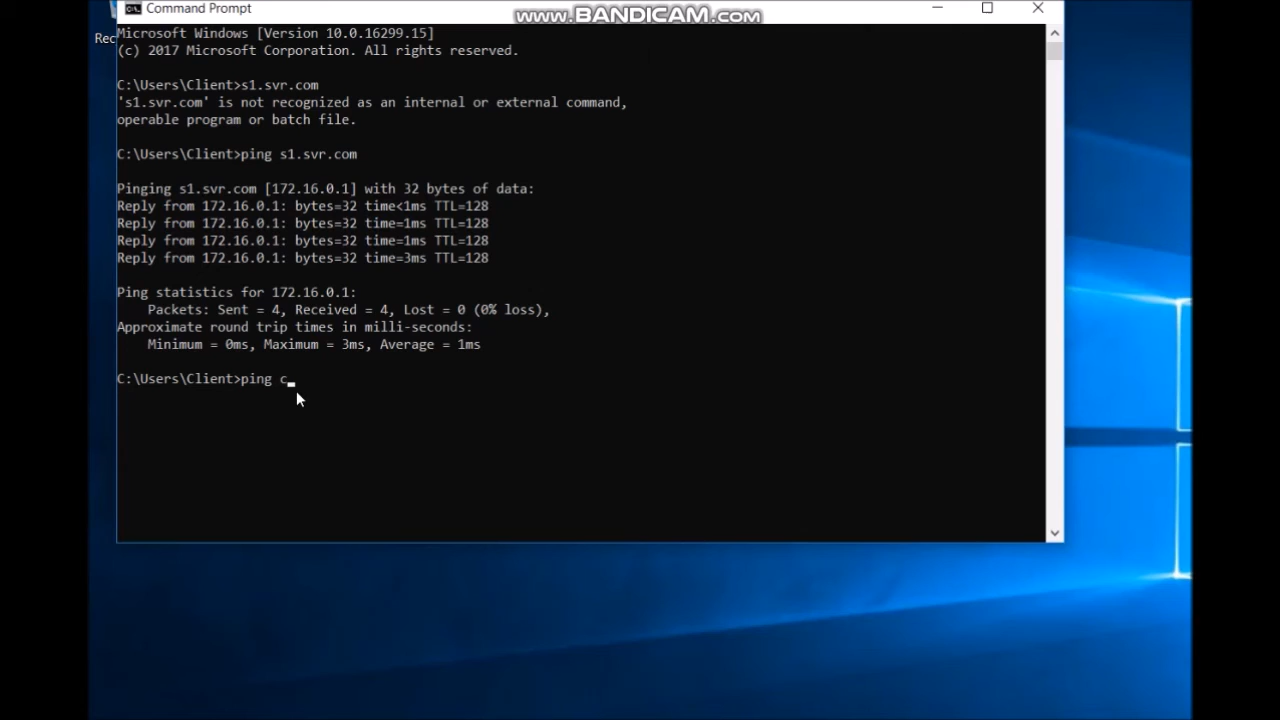 Command Prompt
www.BANDICAM.com
Rec
Microsoft Windows [Version 10.0.16299.15]
(c) 2017 Microsoft Corporation. All rights reserved.
C:\Users\Client>s1.svr.com
's1.svr.com' is not recognized as an internal or external command,
operable program or batch file.
C:\Users\Client>ping s1.svr.com
Pinging s1.svr.com [172.16.0.1] with 32 bytes of data:
Reply from 172.16.0.1: bytes=32 time<1ms TTL=128
Reply from 172.16.0.1: bytes=32 time=1ms TTL=128
Reply from 172.16.0.1: bytes=32 time=1ms TTL=128
Reply from 172.16.0.1: bytes=32 time=3ms TTL=128
Ping statistics for 172.16.0.1:
    Packets: Sent = 4, Received = 4, Lost = 0 (0% loss),
Approximate round trip times in milli-seconds:
    Minimum = 0ms, Maximum = 3ms, Average = 1ms
C:\Users\Client>ping c